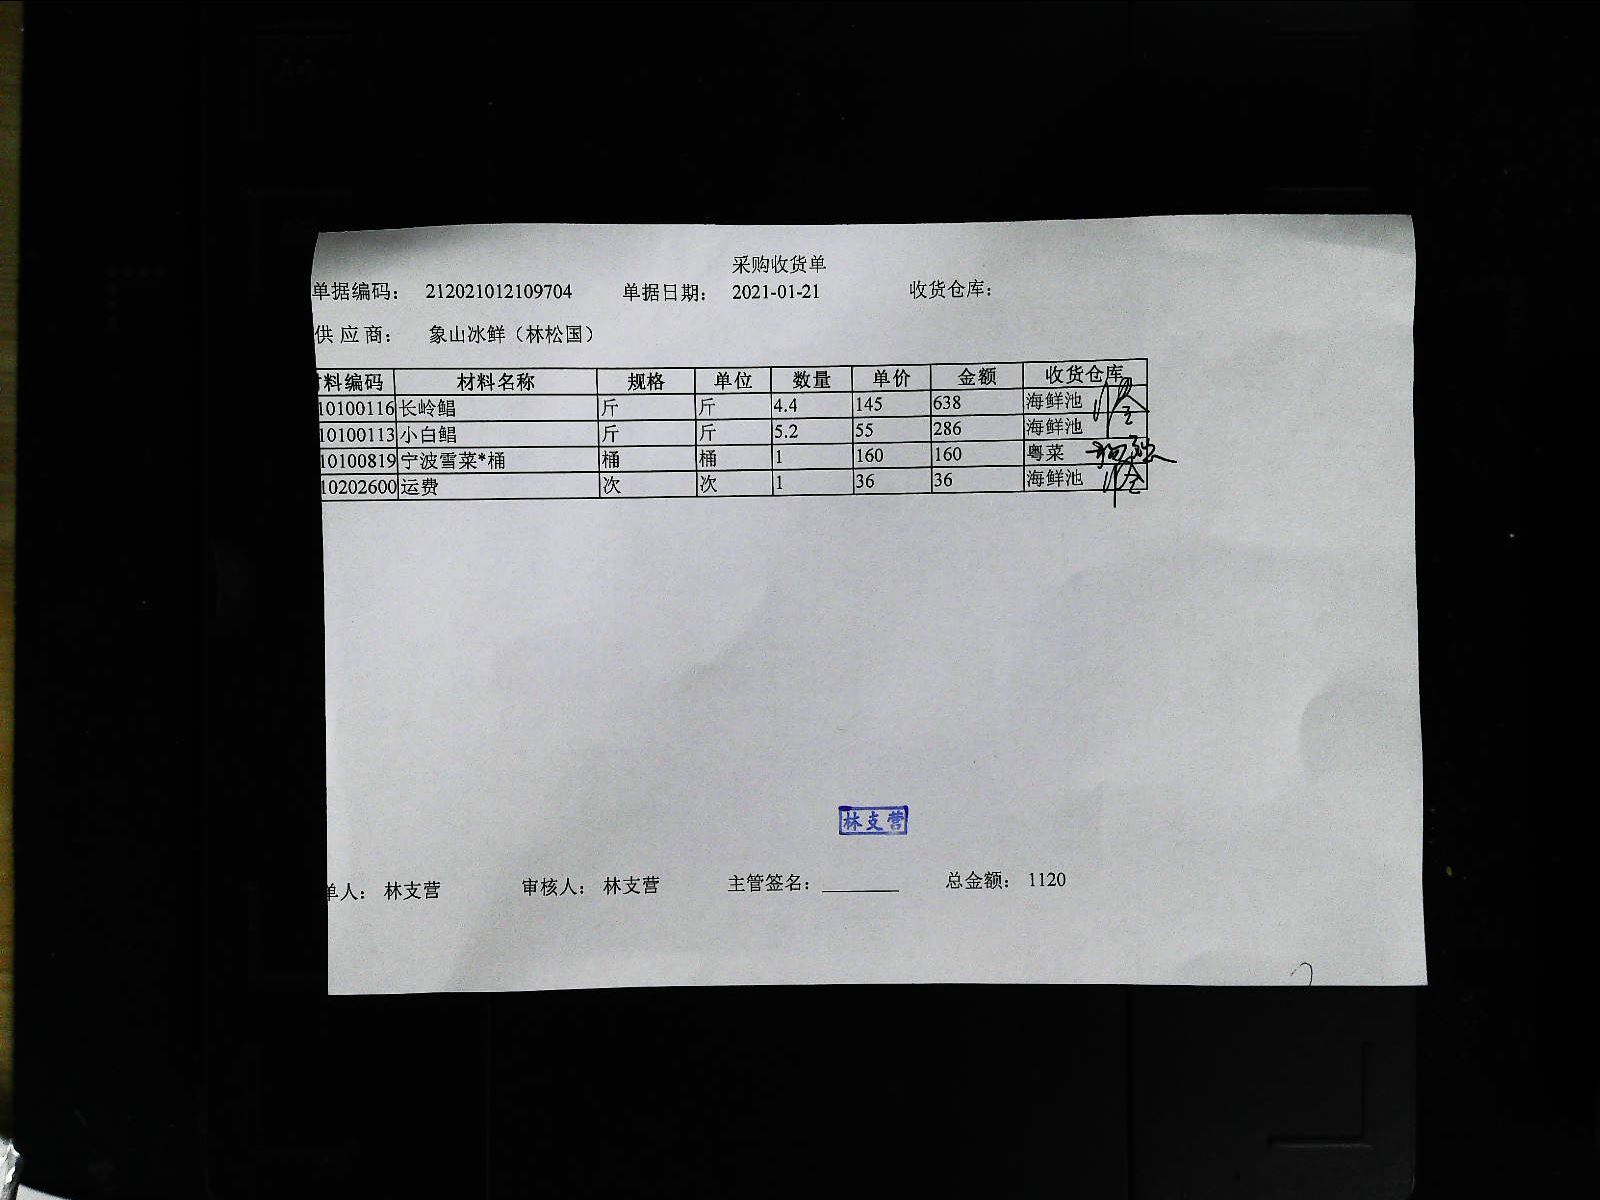 采购收货单
单据编码： 212021012109704 单据日期： 2021-01-21 收货仓库：
供 应 商： 象山冰鲜（林松国）
料编码 材料名称 规格 单位 数量 单价 金额 收货仓库
10100116 长岭鲳 斤 斤 4.4 145 638 海鲜池
10100113 小白鲳 斤 斤 5.2 55 286 海鲜池
10100819 宁波雪菜*桶 桶 桶 1 160 160 粤菜
10202600 运费 次 次 1 36 36 海鲜池
林支营
单人： 林支营 审核人： 林支营 主管签名： 总金额： 1120